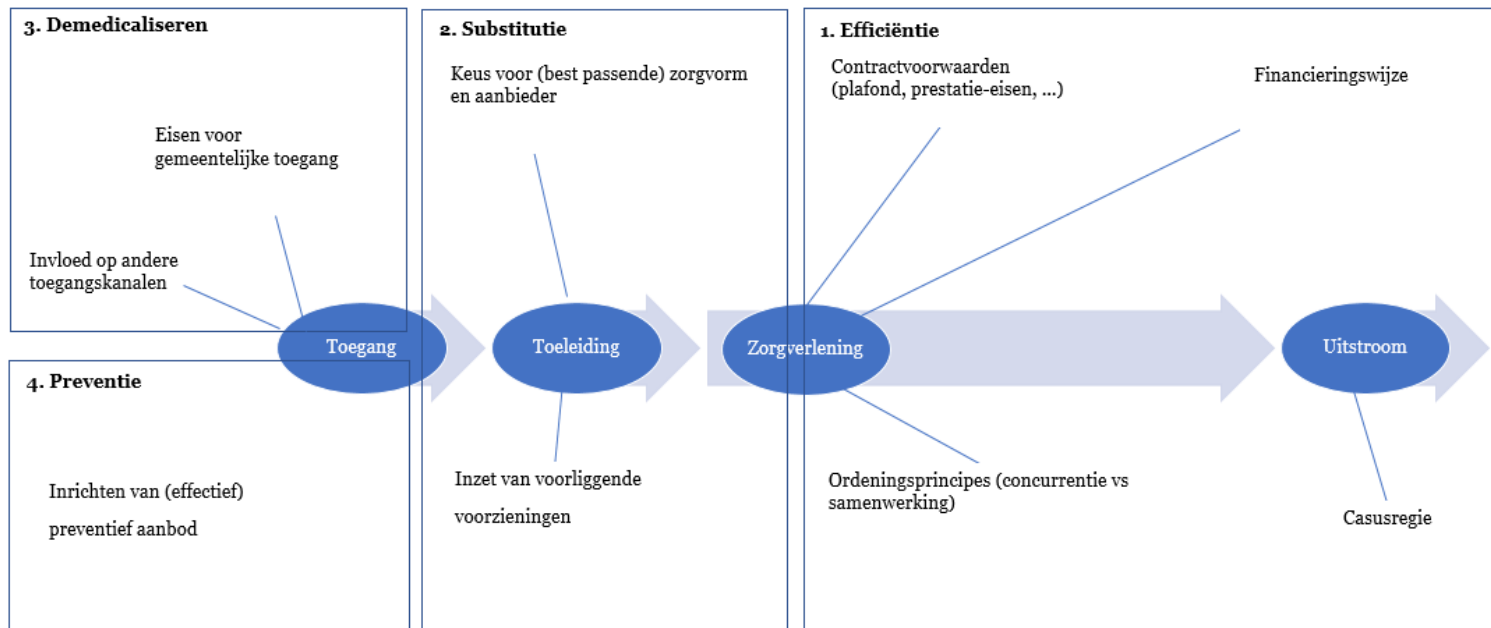 3. Demedicaliseren
Eisen voor
gemeentelijke toegang
Invloed op andere
toegangskanalen
2. Substitutie
Keus voor (best passende) zorgvorm
en aanbieder
1. Efficiëntie
Contractvoorwaarden
(plafond, prestatie-eisen, ...)
Financieringswijze
Toegang
Toeleiding
Zorgverlening
Uitstroom
4. Preventie
Inrichten van (effectief)
preventief aanbod
Inzet van voorliggende
voorzieningen
Ordeningsprincipes (concurrentie vs
samenwerking)
Casusregie